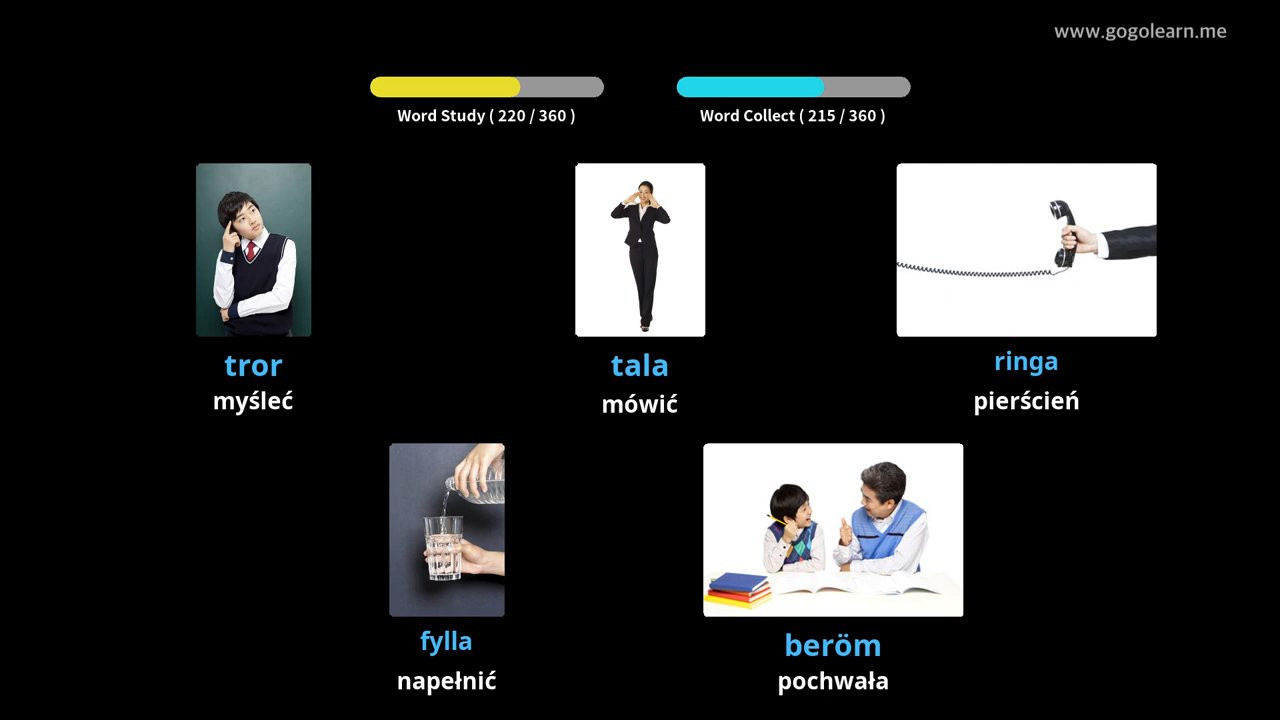 www.gogolearn.me
Word Study ( 220 / 360 )
Word Collect ( 215 / 360 )
tror
myśleć
tala
mówić
ringa
pierścień
fylla
napełnić
beröm
pochwała